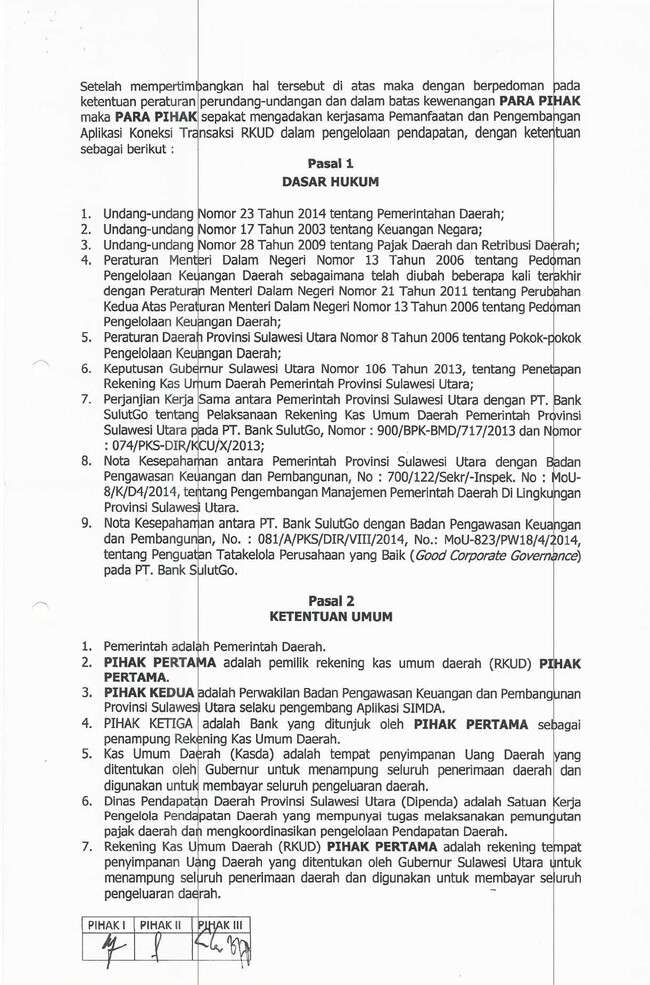 Setelah mempertimbangkan hal tersebut di atas maka dengan berpedoman pada
ketentuan peraturan perundang-undangan dan dalam batas kewenangan PARA PIHAK
maka PARA PIHAK sepakat mengadakan kerjasama Pemanfaatan dan Pengembangan
Aplikasi Koneksi Transaksi RKUD dalam pengelolaan pendapatan, dengan ketentuan
sebagai berikut :
Pasal 1
DASAR HUKUM
1. Undang-undang Nomor 23 Tahun 2014 tentang Pemerintahan Daerah;
2. Undang-undang Nomor 17 Tahun 2003 tentang Keuangan Negara;
3. Undang-undang Nomor 28 Tahun 2009 tentang Pajak Daerah dan Retribusi Daerah;
4. Peraturan Menteri Dalam Negeri Nomor 13 Tahun 2006 tentang Pedoman
Pengelolaan Keuangan Daerah sebagaimana telah diubah beberapa kali terakhir
dengan Peraturan Menteri Dalam Negeri Nomor 21 Tahun 2011 tentang Perubahan
Kedua Atas Peraturan Menteri Dalam Negeri Nomor 13 Tahun 2006 tentang Pedoman
Pengelolaan Keuangan Daerah;
5. Peraturan Daerah Provinsi Sulawesi Utara Nomor 8 Tahun 2006 tentang Pokok-pokok
Pengelolaan Keuangan Daerah;
6. Keputusan Gubernur Sulawesi Utara Nomor 106 Tahun 2013, tentang Penetapan
Rekening Kas Umum Daerah Pemerintah Provinsi Sulawesi Utara;
7. Perjanjian Kerja Sama antara Pemerintah Provinsi Sulawesi Utara dengan PT. Bank
SulutGo tentang Pelaksanaan Rekening Kas Umum Daerah Pemerintah Provinsi
Sulawesi Utara pada PT. Bank SulutGo, Nomor : 900/BPK-BMD/717/2013 dan Nomor
: 074/PKS-DIR/KCU/X/2013;
8. Nota Kesepahaman antara Pemerintah Provinsi Sulawesi Utara dengan Badan
Pengawasan Keuangan dan Pembangunan, No : 700/122/Sekr/-Inspek. No : MoU-
8/K/D4/2014, tentang Pengembangan Manajemen Pemerintah Daerah Di Lingkungan
Provinsi Sulawesi Utara.
9. Nota Kesepahaman antara PT. Bank SulutGo dengan Badan Pengawasan Keuangan
dan Pembangunan, No. : 081/A/PKS/DIR/VIII/2014, No.: MoU-823/PW18/4/2014,
tentang Penguatan Tatakelola Perusahaan yang Baik (Good Corporate Governance)
pada PT. Bank SulutGo.
Pasal 2
KETENTUAN UMUM
1. Pemerintah adalah Pemerintah Daerah.
2. PIHAK PERTAMA adalah pemilik rekening kas umum daerah (RKUD) PIHAK
PERTAMA.
3. PIHAK KEDUA adalah Perwakilan Badan Pengawasan Keuangan dan Pembangunan
Provinsi Sulawesi Utara selaku pengembang Aplikasi SIMDA.
4. PIHAK KETIGA adalah Bank yang ditunjuk oleh PIHAK PERTAMA sebagai
penampung Rekening Kas Umum Daerah.
5. Kas Umum Daerah (Kasda) adalah tempat penyimpanan Uang Daerah yang
ditentukan oleh Gubernur untuk menampung seluruh penerimaan daerah dan
digunakan untuk membayar seluruh pengeluaran daerah.
6. Dinas Pendapatan Daerah Provinsi Sulawesi Utara (Dipenda) adalah Satuan Kerja
Pengelola Pendapatan Daerah yang mempunyai tugas melaksanakan pemungutan
pajak daerah dan mengkoordinasikan pengelolaan Pendapatan Daerah.
7. Rekening Kas Umum Daerah (RKUD) PIHAK PERTAMA adalah rekening tempat
penyimpanan Uang Daerah yang ditentukan oleh Gubernur Sulawesi Utara untuk
menampung seluruh penerimaan daerah dan digunakan untuk membayar seluruh
pengeluaran daerah.
PIHAK I PIHAK II PIHAK III